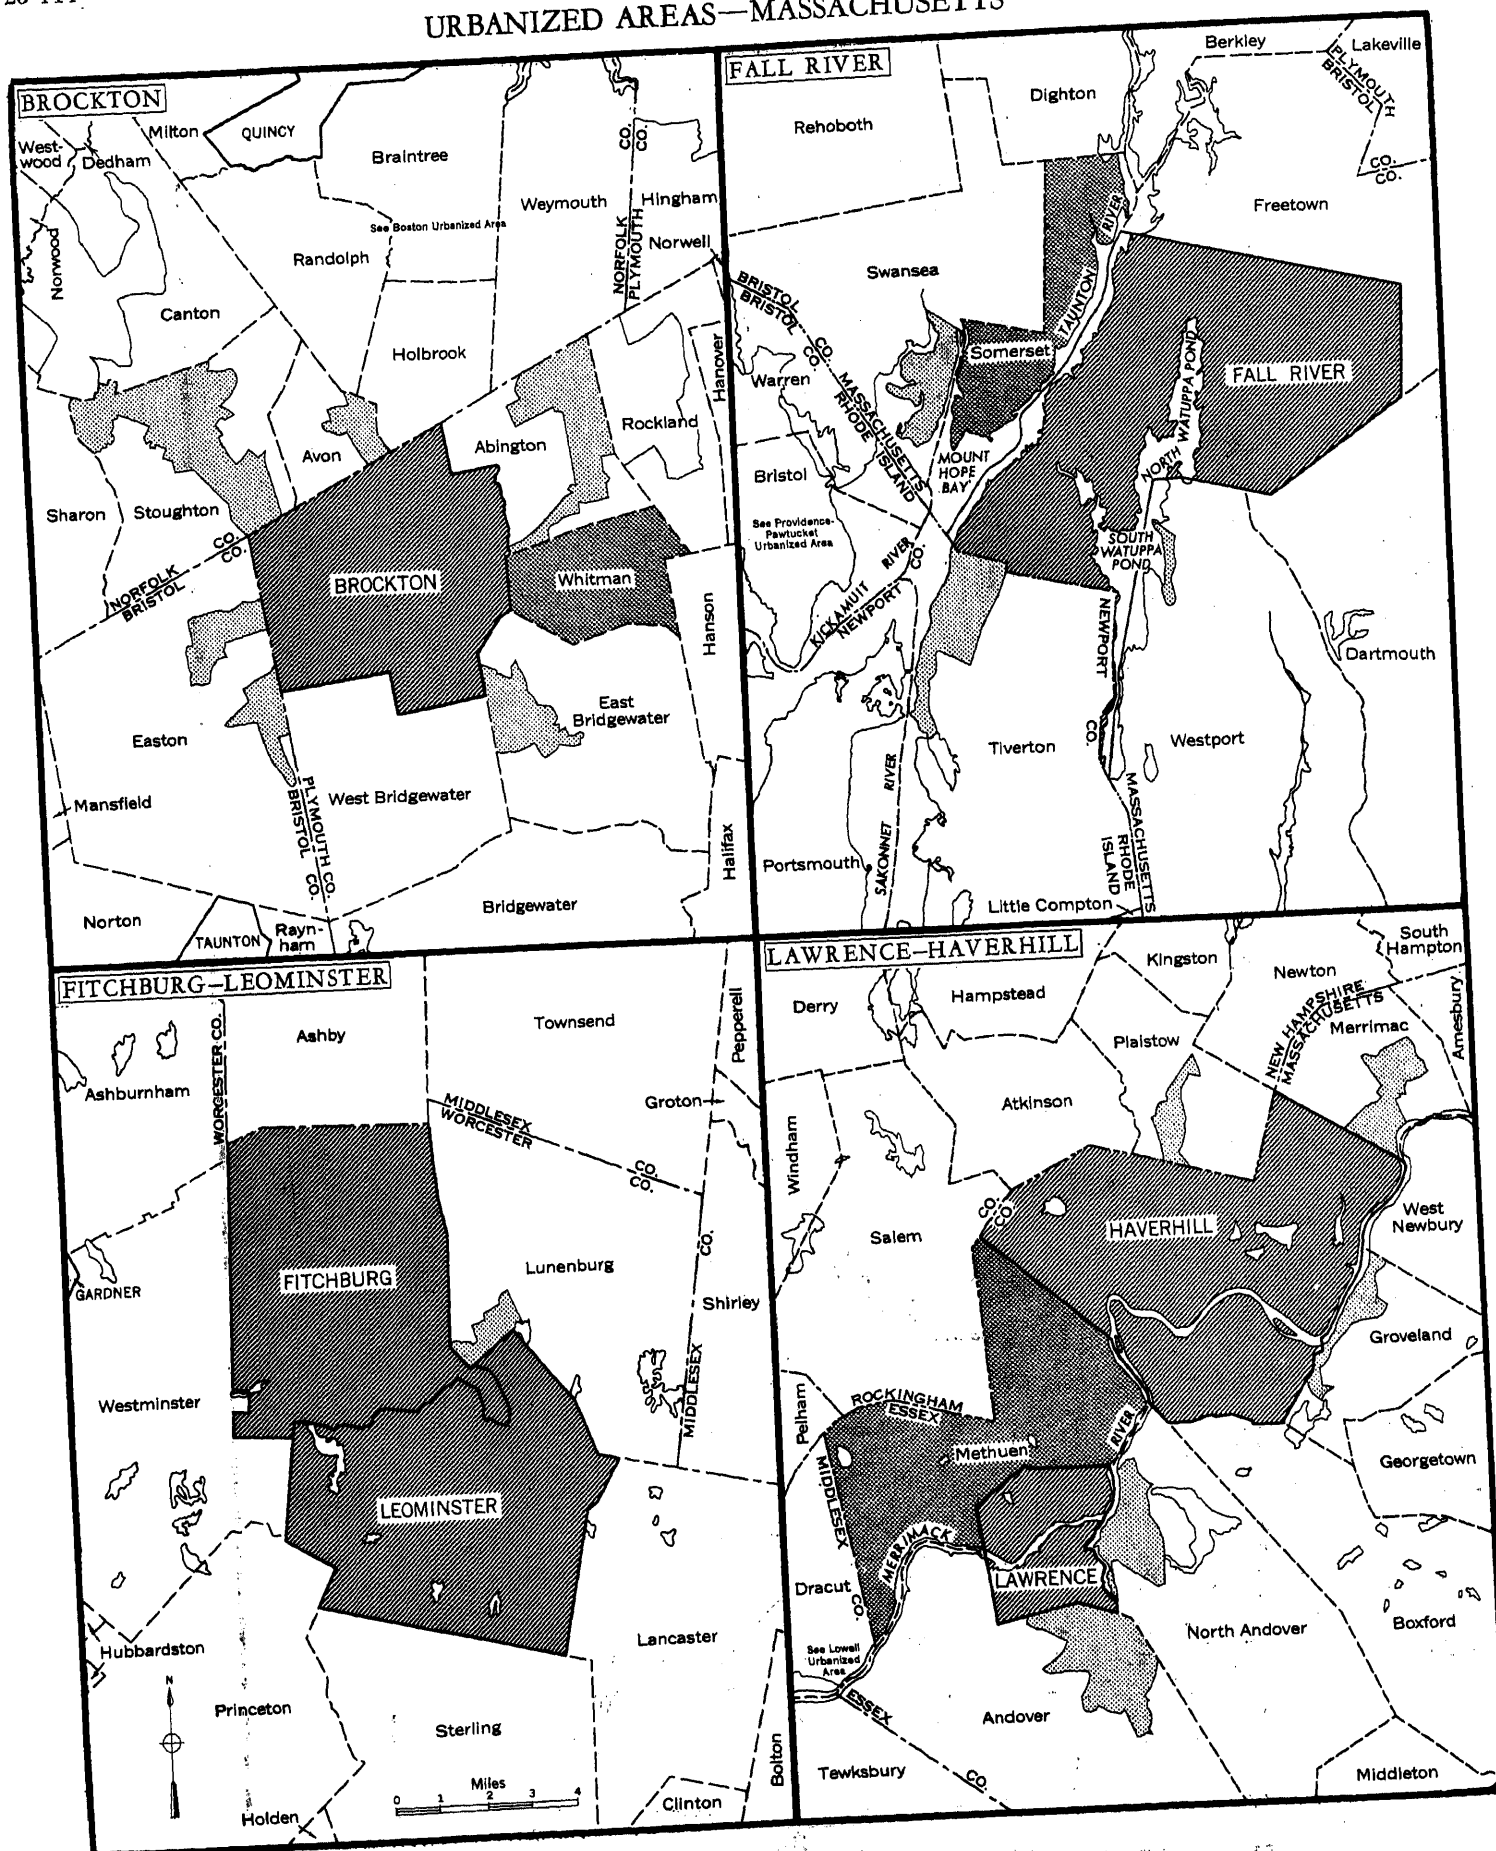 URBANIZED AREAS—MASSACHUSETTS
BROCKTON
West-
wood
Dedham
Milton
QUINCY
Braintree
Weymouth
CO.
CO.
Hingham
Norwood
See Boston Urbanized Area
NORFOLK
PLYMOUTH
Norwell
Randolph
Canton
Holbrook
Hanover
Rockland
Abington
Avon
Sharon
Stoughton
CO.
CO.
NORFOLK
BRISTOL
BROCKTON
Whitman
Hanson
East
Bridgewater
Easton
Mansfield
West Bridgewater
PLYMOUTH CO.
BRISTOL CO.
Halifax
Bridgewater
Norton
TAUNTON
Rayn-
ham
FALL RIVER
Berkley
Lakeville
PLYMOUTH
BRISTOL
CO.
CO.
Dighton
Rehoboth
Freetown
TAUNTON RIVER
Swansea
BRISTOL CO.
BRISTOL CO.
Somerset
FALL RIVER
NORTH WATUPPA POND
Warren
MASSACHUSETTS
RHODE ISLAND
MOUNT
HOPE
BAY
Bristol
See Providence-
Pawtucket
Urbanized Area
SOUTH
WATUPPA
POND
KICKAMUIT RIVER
NEWPORT CO.
NEWPORT CO.
Dartmouth
Tiverton
Westport
SAKONNET RIVER
MASSACHUSETTS
RHODE
ISLAND
Portsmouth
Little Compton
FITCHBURG—LEOMINSTER
WORCESTER CO.
Ashby
Townsend
Pepperell
Ashburnham
MIDDLESEX CO.
WORCESTER CO.
Groton
Lunenburg
FITCHBURG
GARDNER
Shirley
MIDDLESEX CO.
Westminster
LEOMINSTER
Hubbardston
Lancaster
N
Princeton
Sterling
Bolton
Miles
0 1 2 3 4
Clinton
Holden
LAWRENCE—HAVERHILL
Kingston
South
Hampton
Newton
Derry
Hampstead
NEW HAMPSHIRE
MASSACHUSETTS
Merrimac
Amesbury
Plaistow
Atkinson
Windham
CO.
CO.
West
Newbury
HAVERHILL
Salem
Groveland
Pelham
ROCKINGHAM
ESSEX
Methuen
RIVER
Georgetown
MIDDLESEX CO.
MERRIMACK
LAWRENCE
Dracut
See Lowell
Urbanized
Area
North Andover
Boxford
ESSEX CO.
Andover
Tewksbury
Middleton